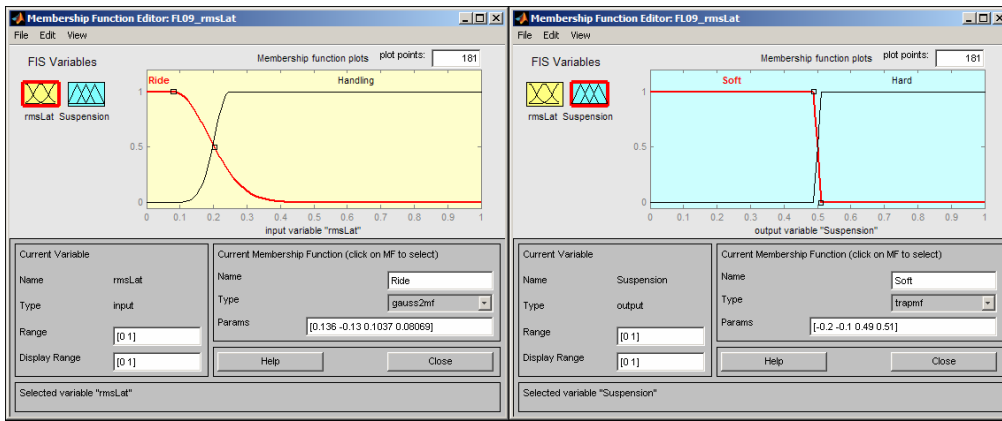 Membership Function Editor: FL09_rmsLat
File Edit View
FIS Variables
Membership function plots
plot points:
181
rmsLat
Suspension
Ride
Handling
1
0.5
0
0 0.1 0.2 0.3 0.4 0.5 0.6 0.7 0.8 0.9 1
input variable "rmsLat"
Current Variable
Name rmsLat
Type input
Range [0 1]
Display Range [0 1]
Current Membership Function (click on MF to select)
Name Ride
Type gauss2mf
Params [0.136 -0.13 0.1037 0.08069]
Help
Close
Selected variable "rmsLat"
Membership Function Editor: FL09_rmsLat
File Edit View
FIS Variables
Membership function plots
plot points:
181
rmsLat
Suspension
Soft
Hard
1
0.5
0
0 0.1 0.2 0.3 0.4 0.5 0.6 0.7 0.8 0.9 1
output variable "Suspension"
Current Variable
Name Suspension
Type output
Range [0 1]
Display Range [0 1]
Current Membership Function (click on MF to select)
Name Soft
Type trapmf
Params [-0.2 -0.1 0.49 0.51]
Help
Close
Selected variable "Suspension"